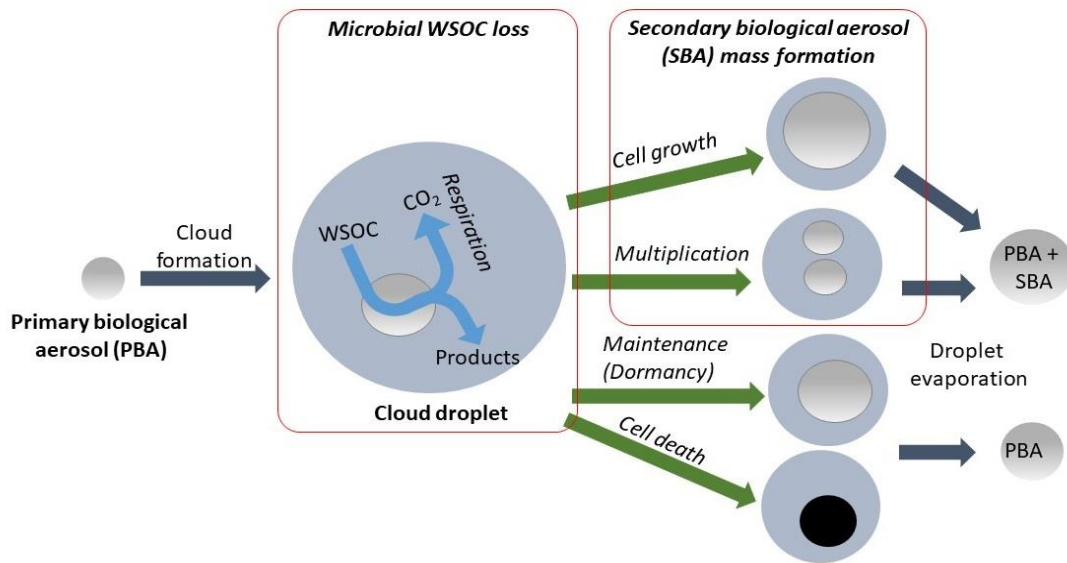 Microbial WSOC loss
Secondary biological aerosol
(SBA) mass formation
Cloud
formation
Primary biological
aerosol (PBA)
WSOC
CO₂
Respiration
Products
Cloud droplet
Cell growth
Multiplication
Maintenance
(Dormancy)
Cell death
PBA +
SBA
Droplet
evaporation
PBA